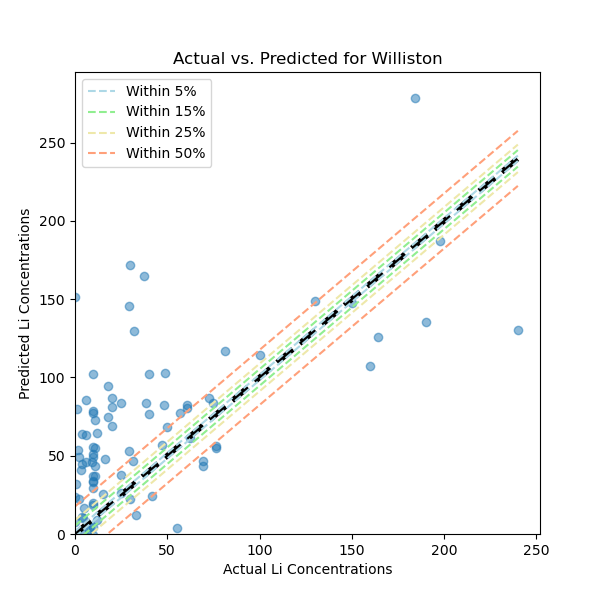 Actual vs. Predicted for Williston
Within 5%
Within 15%
Within 25%
Within 50%
Predicted Li Concentrations
250
200
150
100
50
0
0 50 100 150 200 250
Actual Li Concentrations